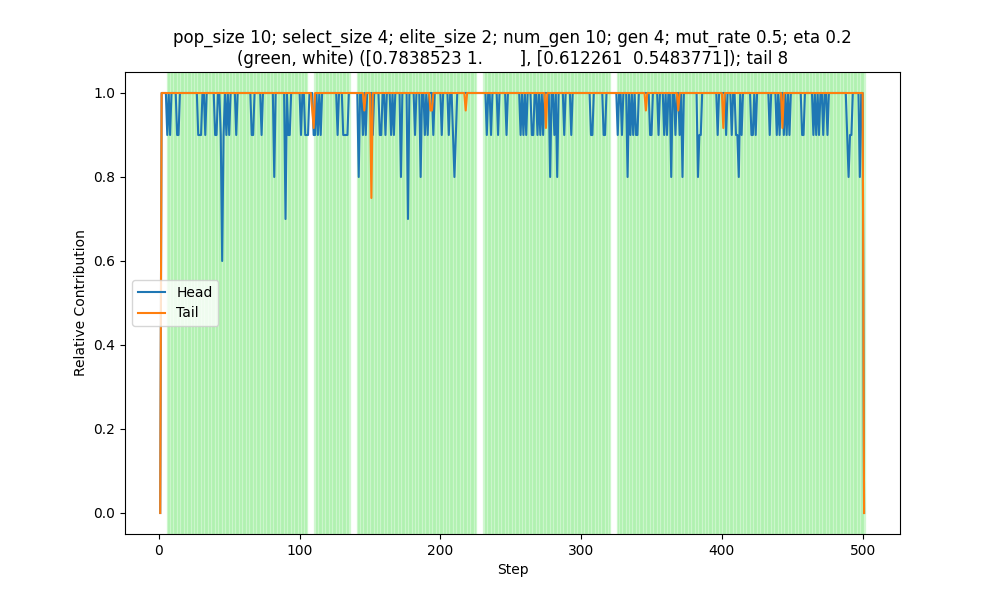 pop_size 10; select_size 4; elite_size 2; num_gen 10; gen 4; mut_rate 0.5; eta 0.2
(green, white) ([0.7838523 1.        ], [0.612261  0.5483771]); tail 8
1.0
0.8
0.6
0.4
0.2
0.0
Relative Contribution
Head
Tail
0 100 200 300 400 500
Step